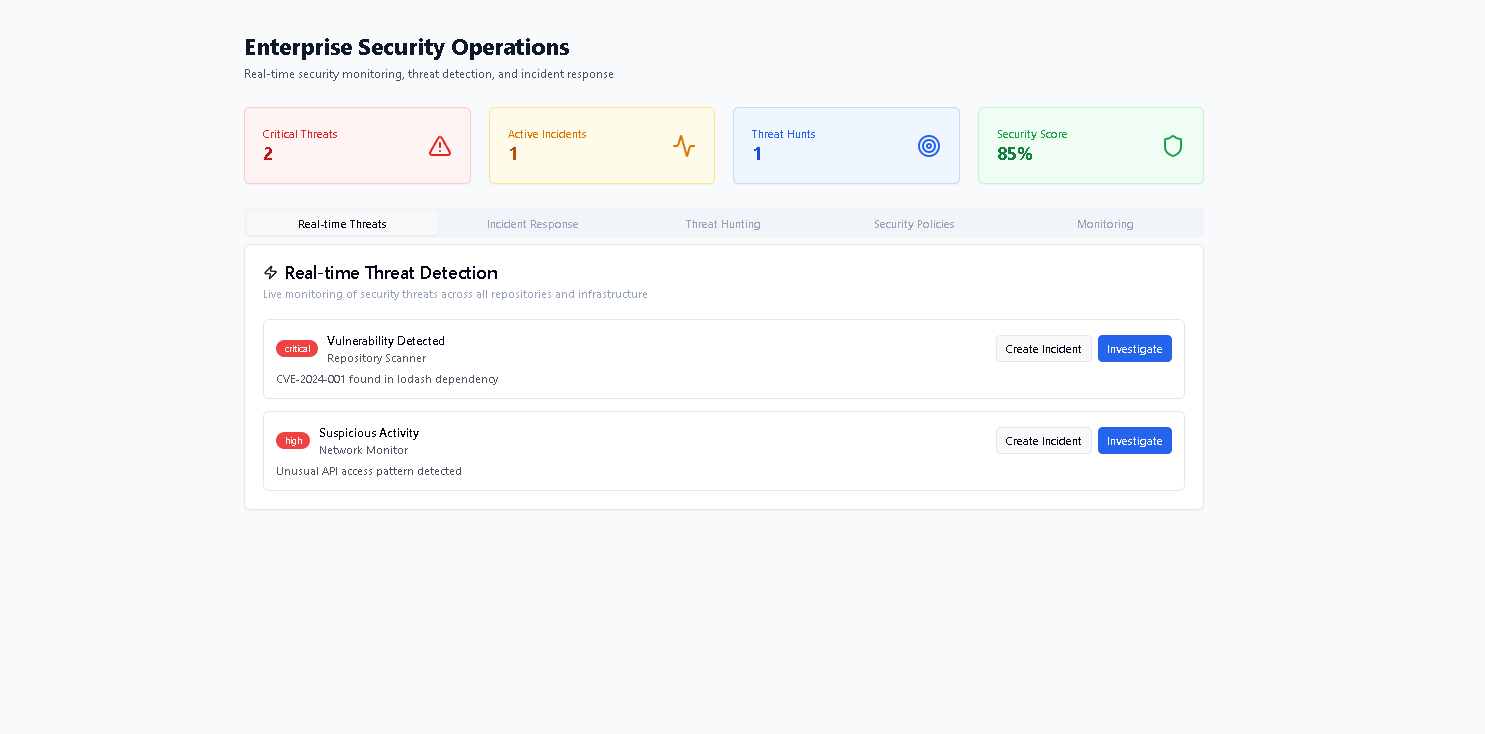 Enterprise Security Operations
Real-time security monitoring, threat detection, and incident response
Critical Threats
2
Active Incidents
1
Threat Hunts
1
Security Score
85%
Real-time Threats
Incident Response
Threat Hunting
Security Policies
Monitoring
Real-time Threat Detection
Live monitoring of security threats across all repositories and infrastructure
critical
Vulnerability Detected
Repository Scanner
CVE-2024-001 found in lodash dependency
Create Incident
Investigate
high
Suspicious Activity
Network Monitor
Unusual API access pattern detected
Create Incident
Investigate